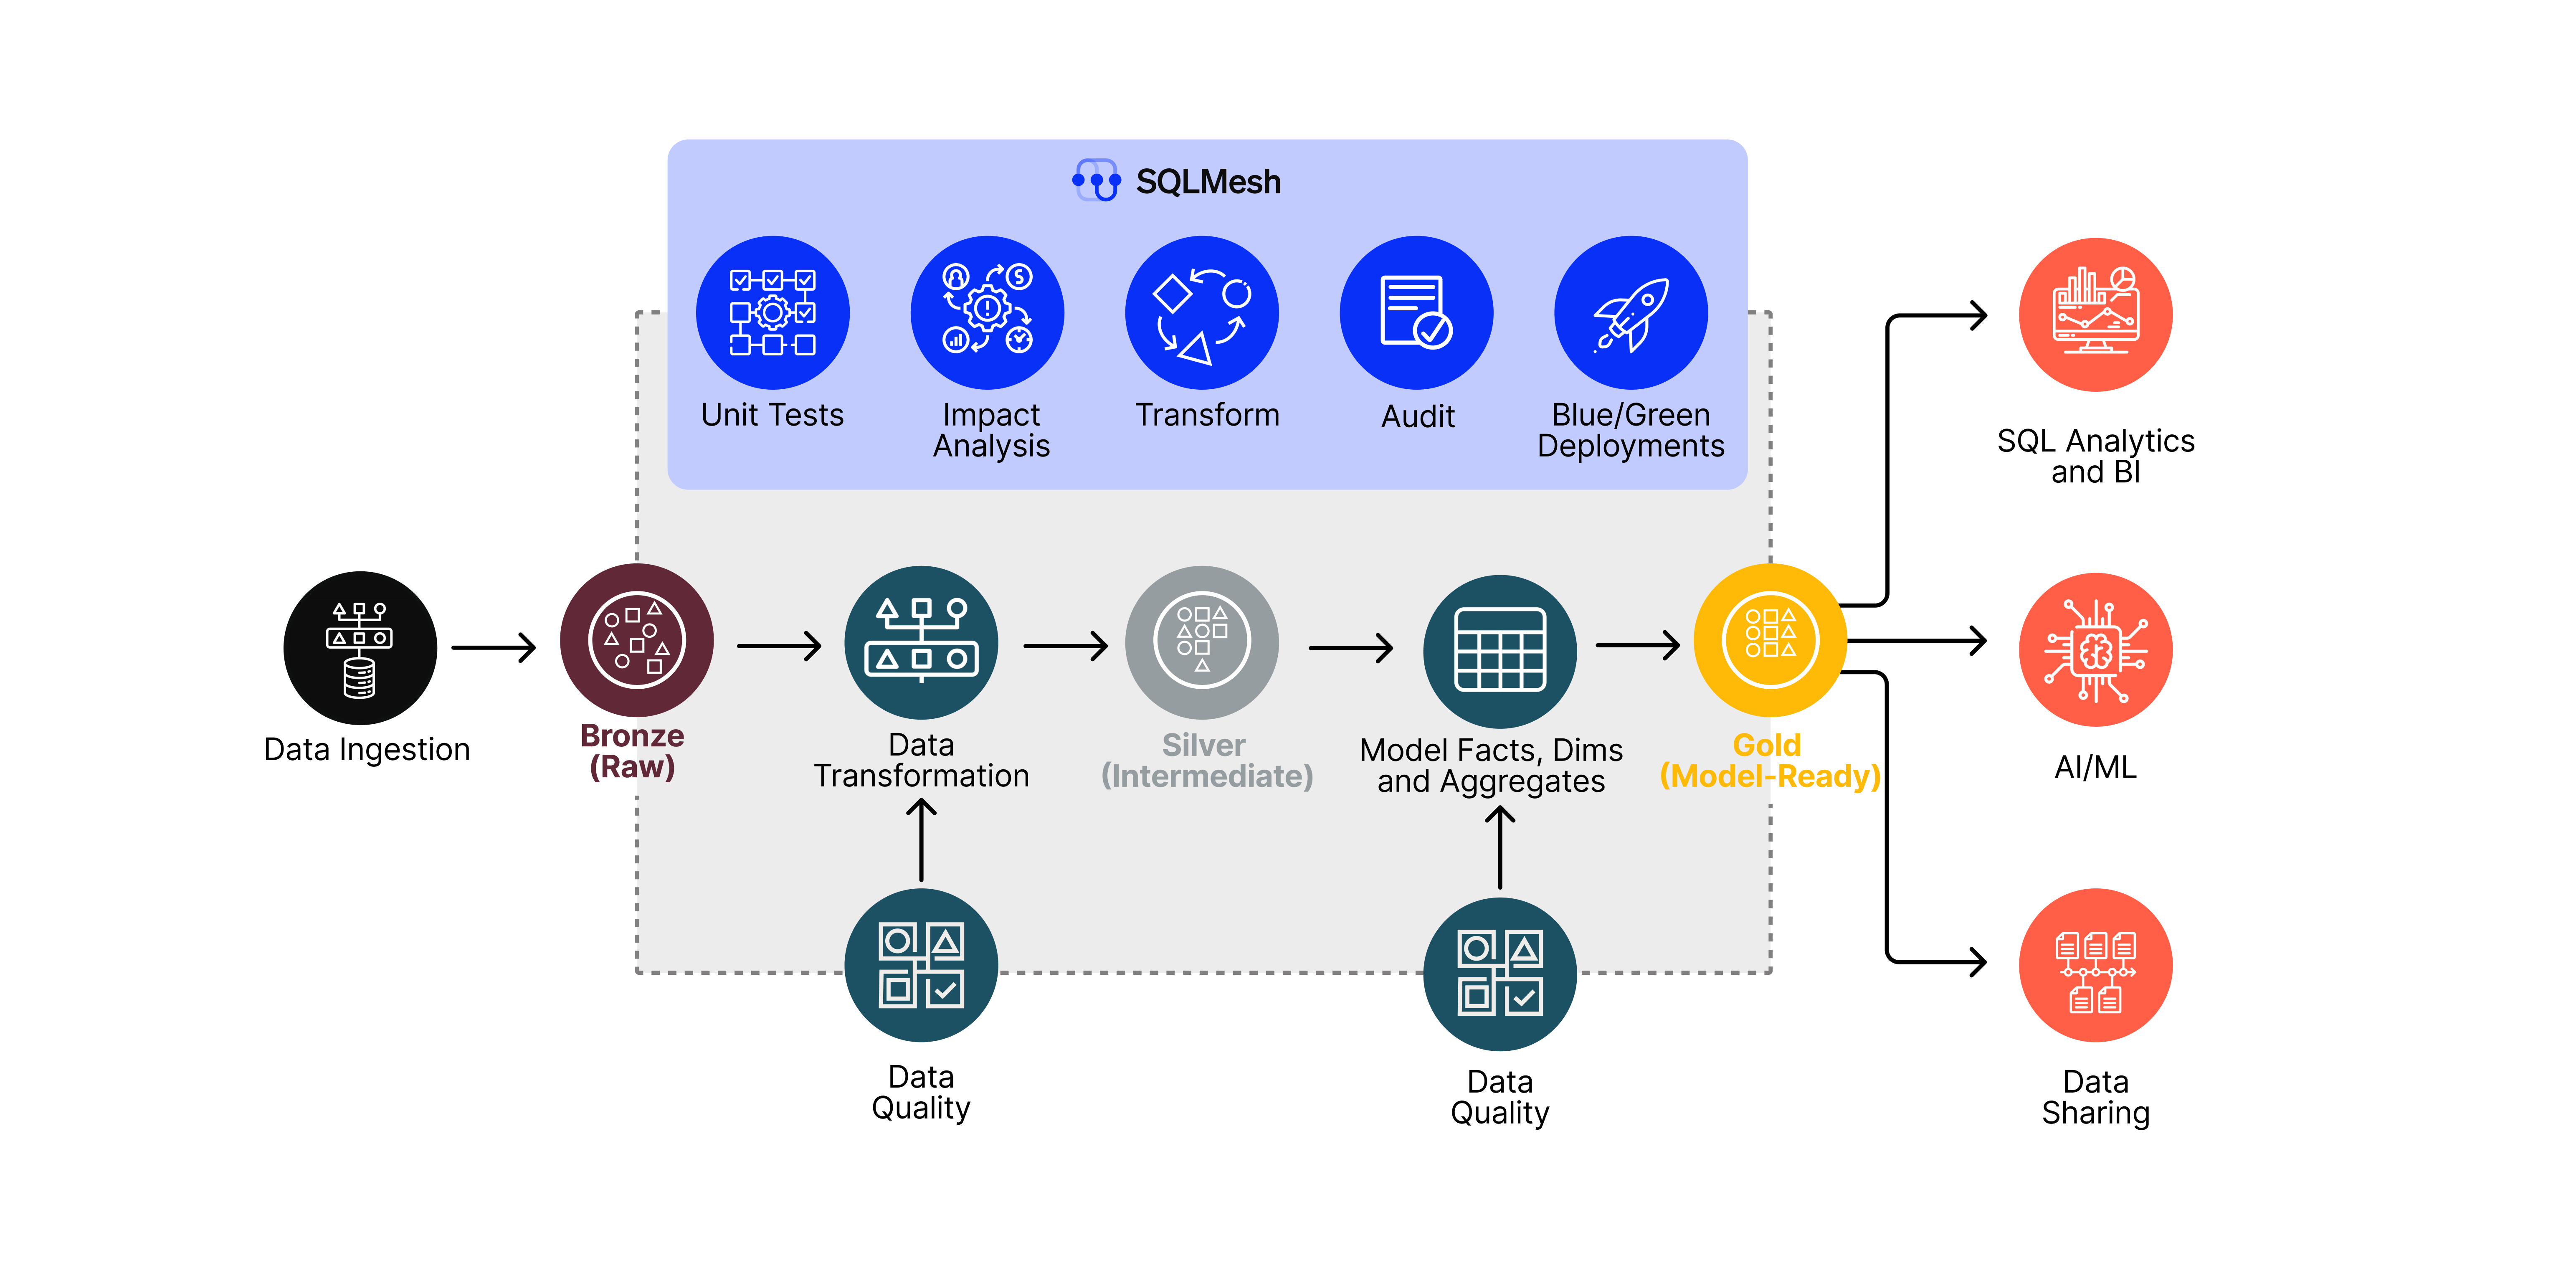 SQLMesh
Unit Tests
Impact
Analysis
Transform
Audit
Blue/Green
Deployments
SQL Analytics
and BI
Data Ingestion
Bronze
(Raw)
Data
Transformation
Silver
(Intermediate)
Model Facts, Dims
and Aggregates
Gold
(Model-Ready)
AI/ML
Data
Quality
Data
Quality
Data
Sharing